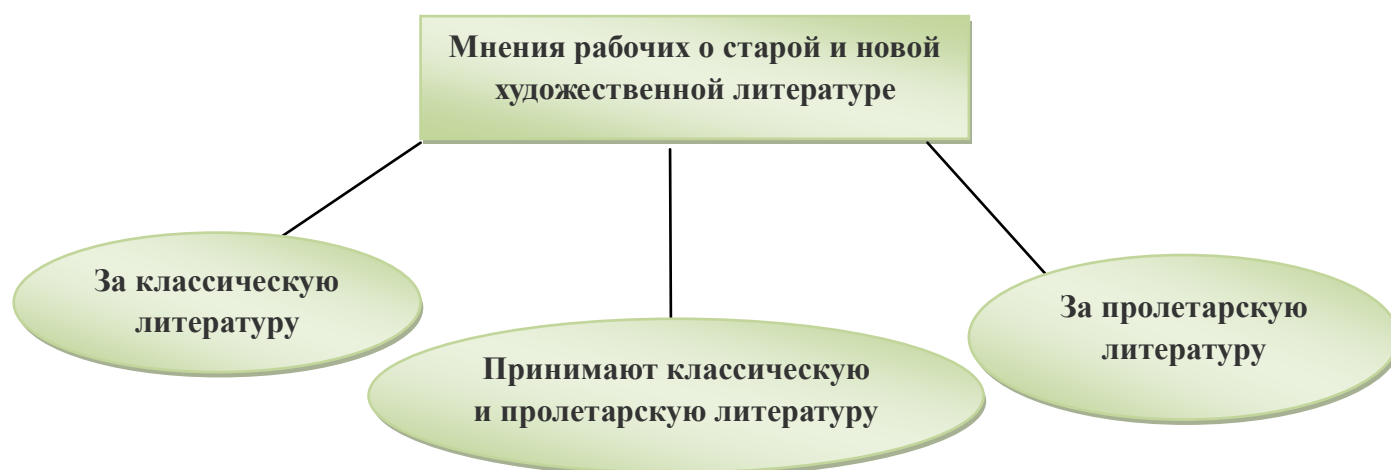 Мнения рабочих о старой и новой
художественной литературе
За классическую
литературу
Принимают классическую
и пролетарскую литературу
За пролетарскую
литературу